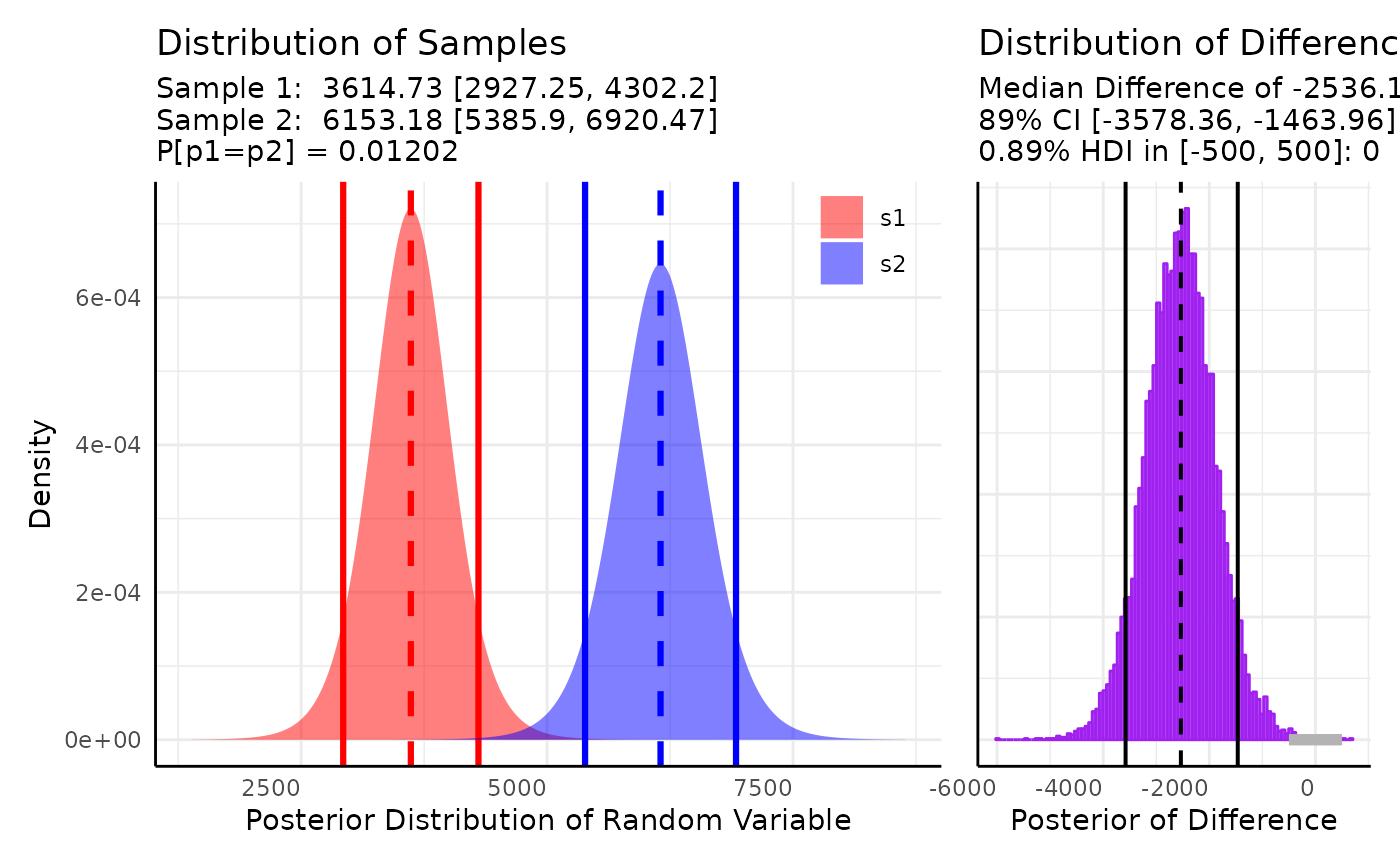 Distribution of Samples
Sample 1:  3614.73 [2927.25, 4302.2]
Sample 2:  6153.18 [5385.9, 6920.47]
P[p1=p2] = 0.01202
s1
s2
6e-04
4e-04
2e-04
0e+00
Density
2500 5000 7500
Posterior Distribution of Random Variable
Distribution of Differenc
Median Difference of -2536.1
89% CI [-3578.36, -1463.96]
0.89% HDI in [-500, 500]: 0
-6000 -4000 -2000 0
Posterior of Difference